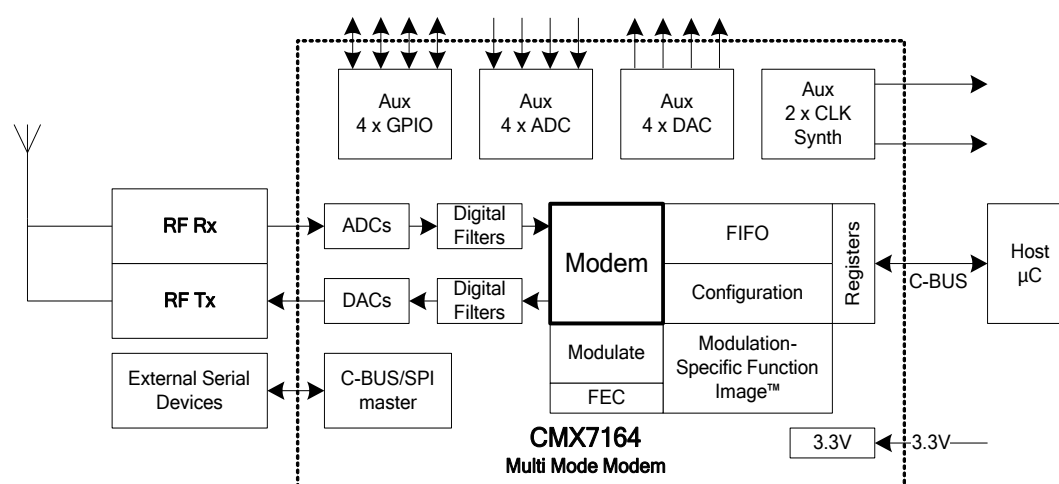 Aux
4 x GPIO
Aux
4 x ADC
Aux
4 x DAC
Aux
2 x CLK
Synth
RF Rx
ADCs
Digital
Filters
Modem
FIFO
Registers
Host
µC
C-BUS
RF Tx
DACs
Digital
Filters
Configuration
External Serial
Devices
C-BUS/SPI
master
Modulate
FEC
Modulation-
Specific Function
Image™
CMX7164
Multi Mode Modem
3.3V
3.3V